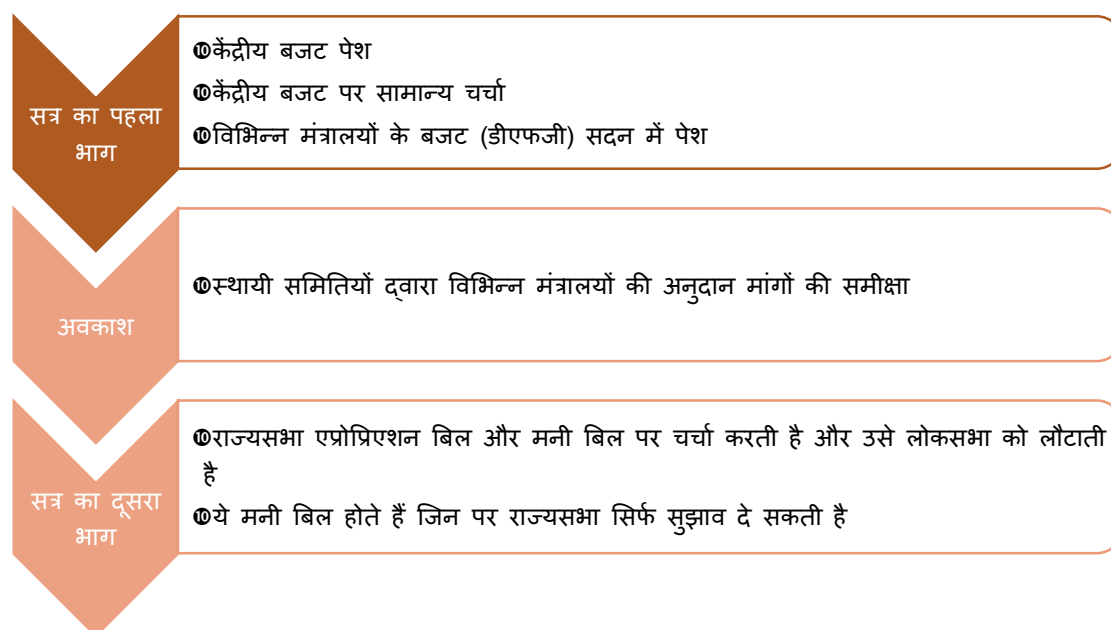 सत्र का पहला
भाग
❿केंद्रीय बजट पेश
❿केंद्रीय बजट पर सामान्य चर्चा
❿विभिन्न मंत्रालयों के बजट (डीएफजी) सदन में पेश
अवकाश
❿स्थायी समितियों द्वारा विभिन्न मंत्रालयों की अनुदान मांगों की समीक्षा
सत्र का दूसरा
भाग
❿राज्यसभा एप्रोप्रिएशन बिल और मनी बिल पर चर्चा करती है और उसे लोकसभा को लौटाती
है
❿ये मनी बिल होते हैं जिन पर राज्यसभा सिर्फ सुझाव दे सकती है